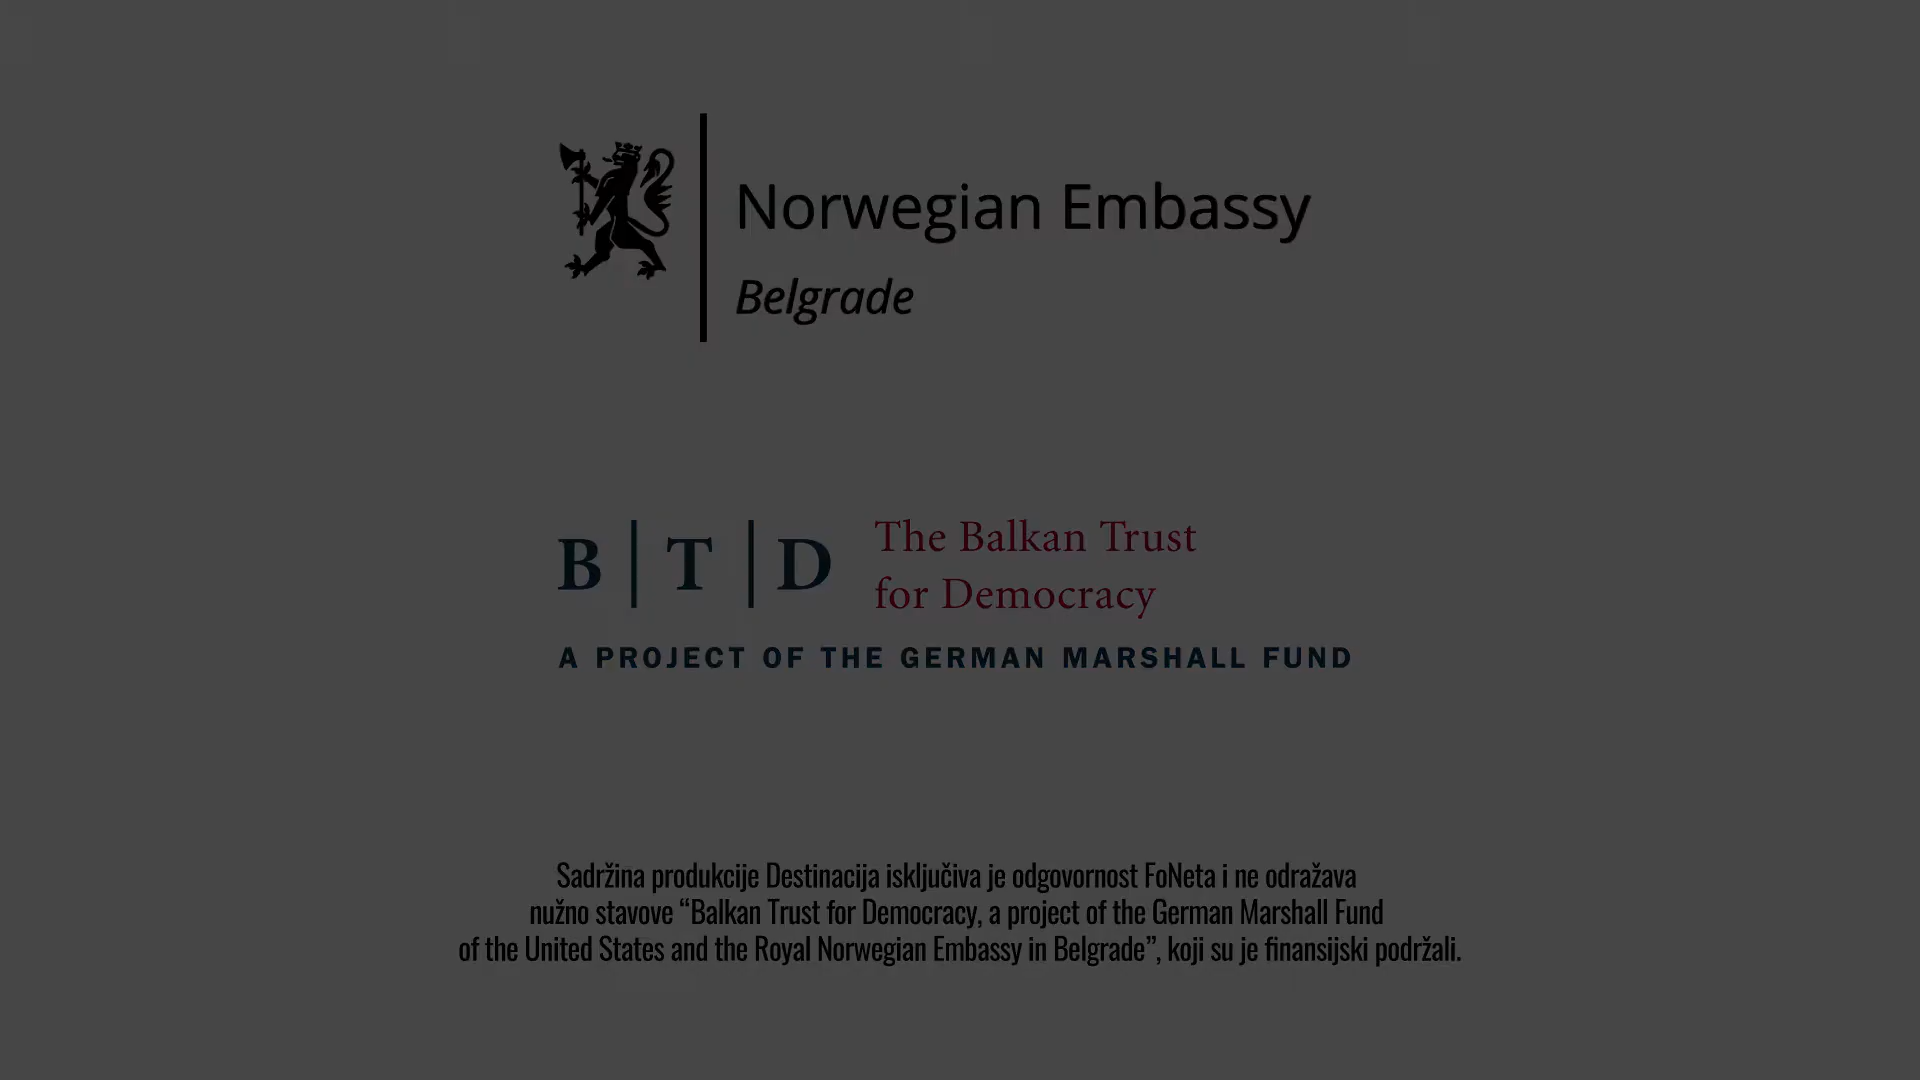 Norwegian Embassy
Belgrade
B | T | D
The Balkan Trust
for Democracy
A PROJECT OF THE GERMAN MARSHALL FUND
Sadržina produkcije Destinacija isključiva je odgovornost FoNeta i ne odražava
nužno stavove “Balkan Trust for Democracy, a project of the German Marshall Fund
of the United States and the Royal Norwegian Embassy in Belgrade”, koji su je finansijski podržali.